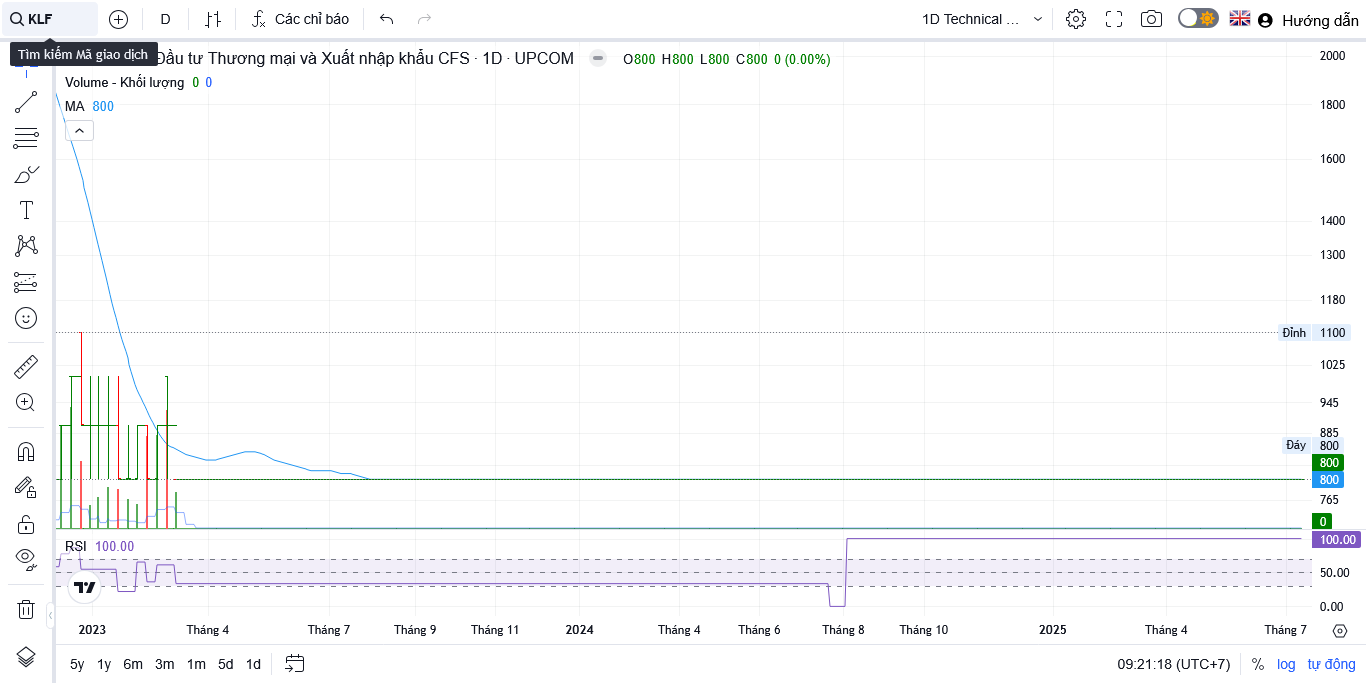 KLF
D
Các chỉ báo
1D Technical ...
Hướng dẫn
Tìm kiếm Mã giao dịch
Đầu tư Thương mại và Xuất nhập khẩu CFS · 1D · UPCOM
O800 H800 L800 C800 0 (0.00%)
Volume - Khối lượng 0 0
MA 800
2000
1800
1600
1400
1300
1180
Đỉnh 1100
1025
945
885
Đáy 800
800
800
765
0
RSI 100.00
100.00
50.00
0.00
2023 Tháng 4 Tháng 7 Tháng 9 Tháng 11 2024 Tháng 4 Tháng 6 Tháng 8 Tháng 10 2025 Tháng 4 Tháng 7
5y 1y 6m 3m 1m 5d 1d
09:21:18 (UTC+7) % log tự động